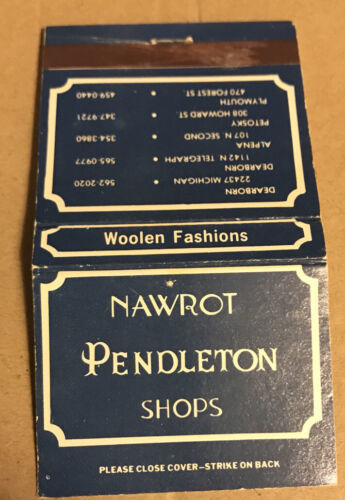 DEARBORN
22437 MICHIGAN • 562-2020
DEARBORN
1142 N TELEGRAPH • 565-0977
ALPENA
107 N. SECOND • 354-3860
PETOSKY
308 HOWARD ST. • 347-9721
PLYMOUTH
470 FOREST ST • 459-0440
Woolen Fashions
NAWROT
PENDLETON
SHOPS
PLEASE CLOSE COVER–STRIKE ON BACK